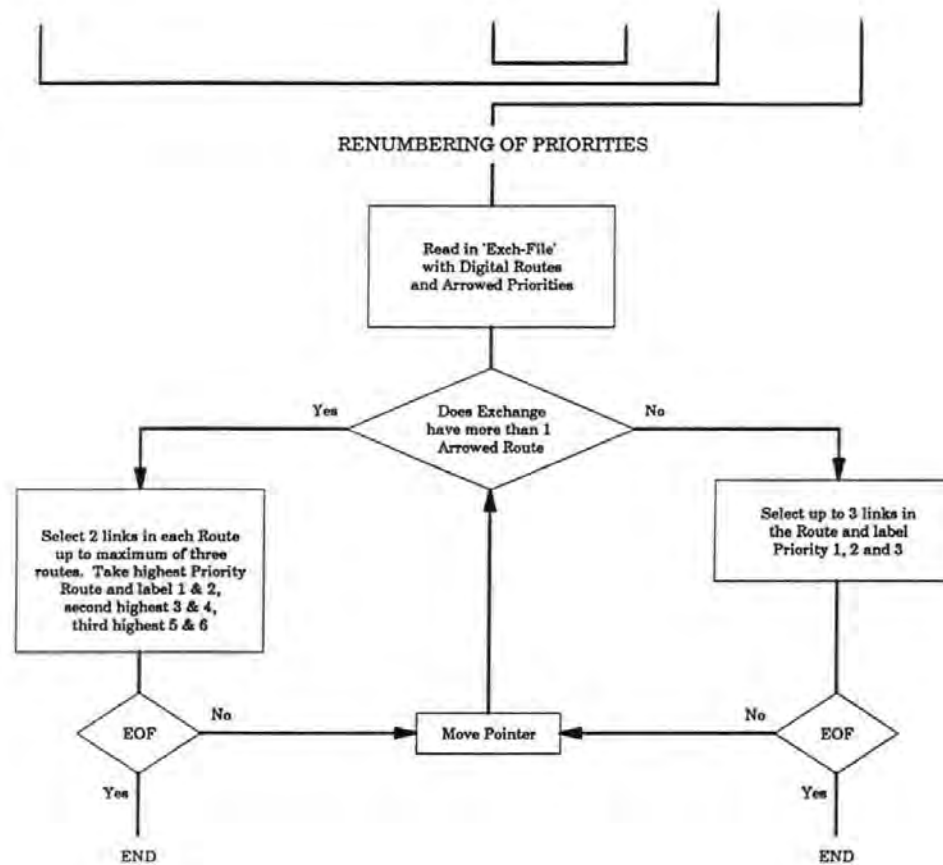 RENUMBERING OF PRIORITIES
Read in 'Exch-File'
with Digital Routes
and Arrowed Priorities
Yes
Does Exchange
have more than 1
Arrowed Route
No
Select 2 links in each Route
up to maximum of three
routes. Take highest Priority
Route and label 1 & 2,
second highest 3 & 4,
third highest 5 & 6
Select up to 3 links in
the Route and label
Priority 1, 2 and 3
EOF
No
Move Pointer
No
EOF
Yes
Yes
END
END